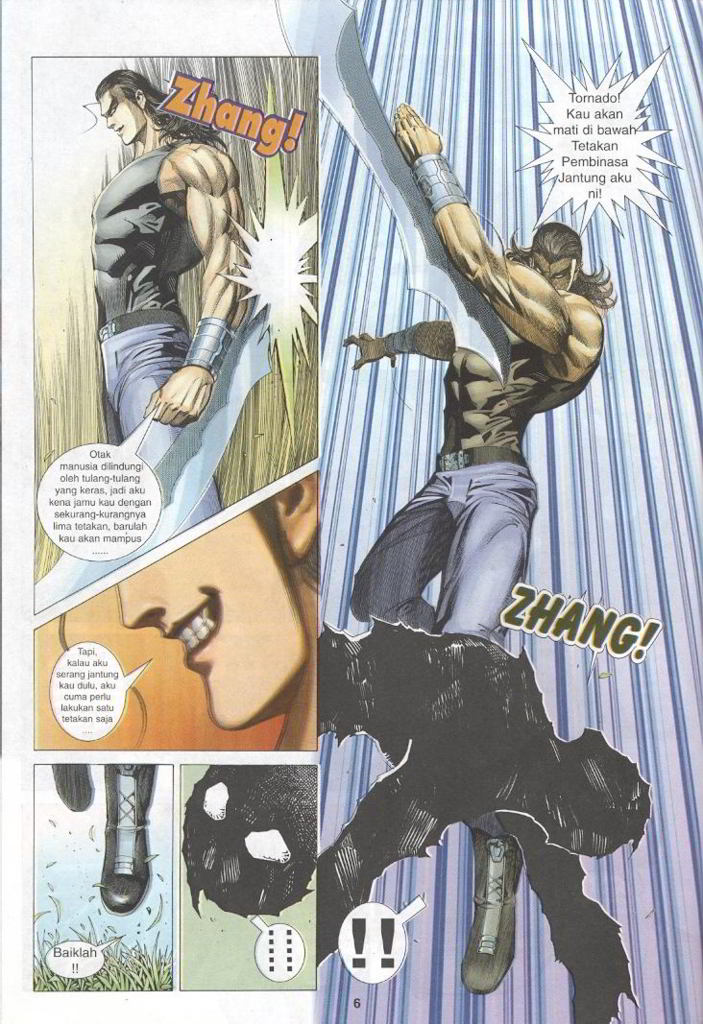 Zhang!
Otak
manusia dilindungi
oleh tulang-tulang
yang keras, jadi aku
kena jamu kau dengan
sekurang-kurangnya
lima tetakan, barulah
kau akan mampus
......
Tapi,
kalau aku
serang jantung
kau dulu, aku
cuma perlu
lakukan satu
tetakan saja
....
Baiklah
!!
......
......
Tornado!
Kau akan
mati di bawah
Tetakan
Pembinasa
Jantung aku
ni!
ZHANG!
!!
6